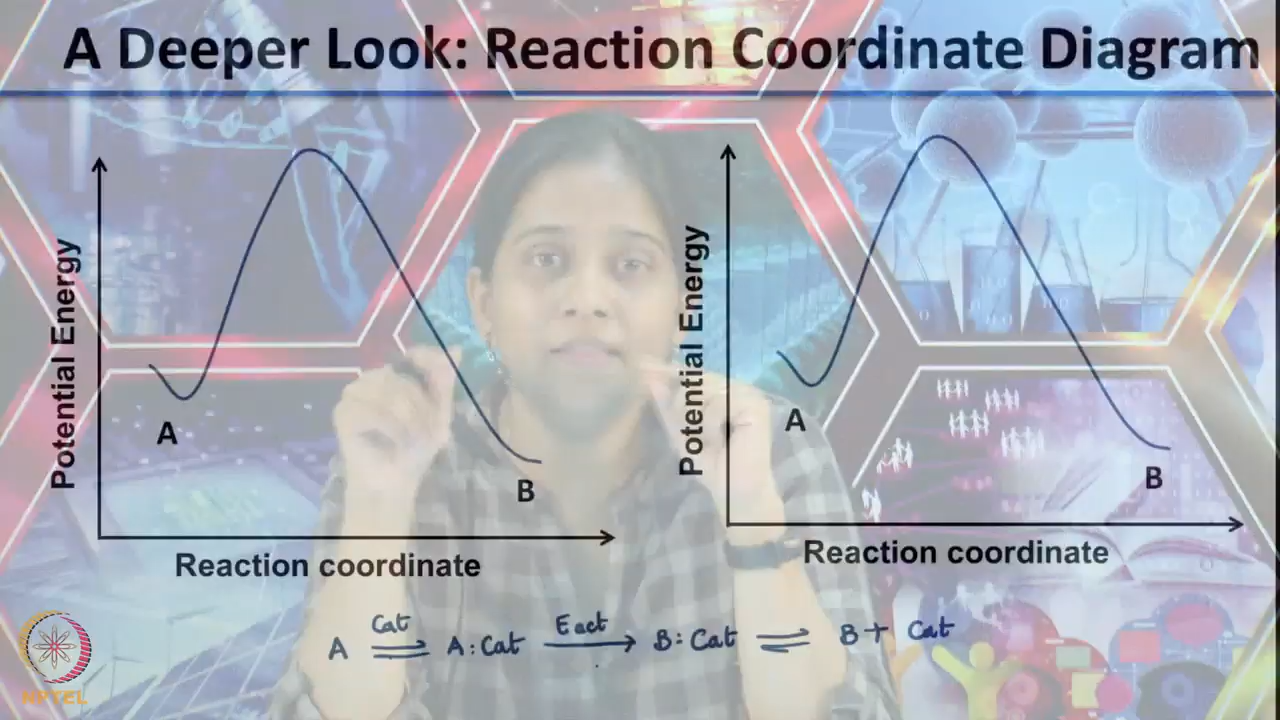 A Deeper Look: Reaction Coordinate Diagram
Potential Energy
A
B
Reaction coordinate
Potential Energy
A
B
Reaction coordinate
A ⇌ Cat A:Cat → Eact B:Cat ⇌ B + Cat
NPTEL